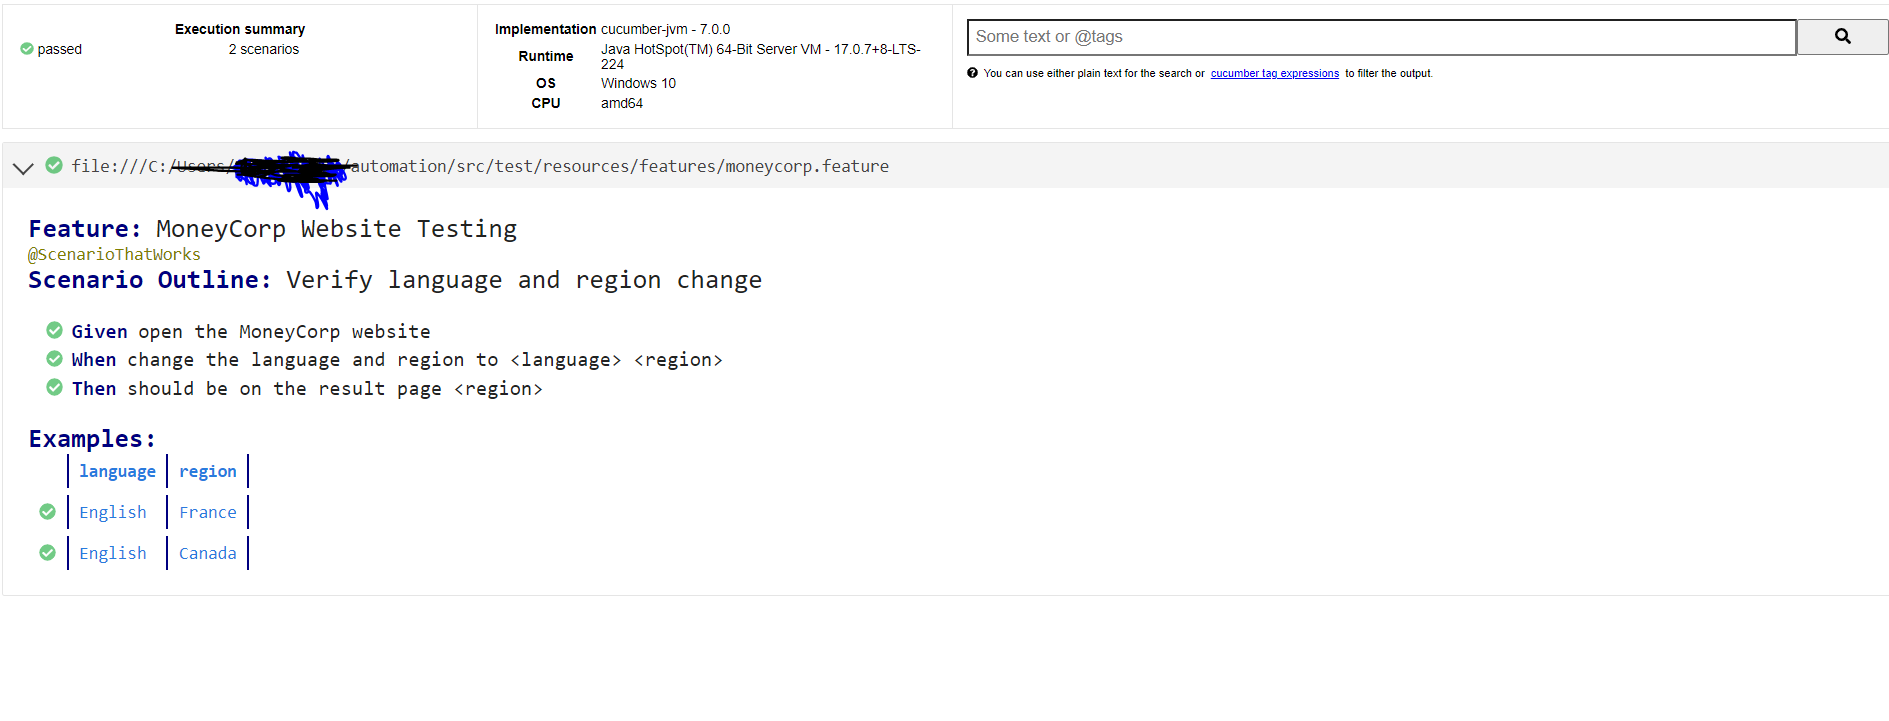 Execution summary
passed 2 scenarios
Implementation cucumber-jvm - 7.0.0
Runtime Java HotSpot(TM) 64-Bit Server VM - 17.0.7+8-LTS-
224
OS Windows 10
CPU amd64
Some text or @tags
You can use either plain text for the search or cucumber tag expressions to filter the output.
file:///C:/Users/ /automation/src/test/resources/features/moneycorp.feature
Feature: MoneyCorp Website Testing
@ScenarioThatWorks
Scenario Outline: Verify language and region change
Given open the MoneyCorp website
When change the language and region to <language> <region>
Then should be on the result page <region>
Examples:
language region
English France
English Canada